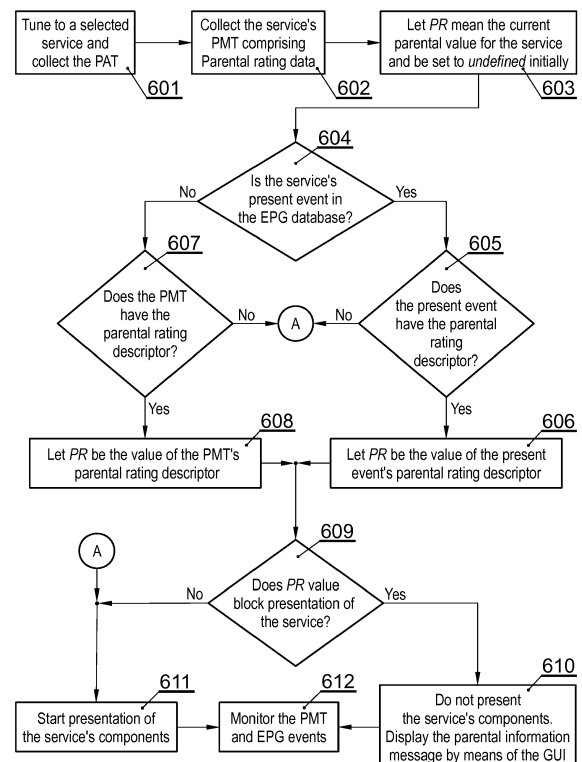 Tune to a selected
service and
collect the PAT
601
Collect the service's
PMT comprising
Parental rating data
602
Let PR mean the current
parental value for the service
and be set to undefined initially
603
604
Is the service's
present event in
the EPG database?
No
Yes
607
Does the PMT
have the
parental rating
descriptor?
No
A
No
605
Does
the present event
have the parental
rating
descriptor?
Yes
Yes
608
Let PR be the value of the PMT's
parental rating descriptor
606
Let PR be the value of the present
event's parental rating descriptor
609
A
Does PR value
block presentation of
the service?
No
Yes
611
Start presentation of
the service's components
612
Monitor the PMT
and EPG events
610
Do not present
the service's components.
Display the parental information
message by means of the GUI